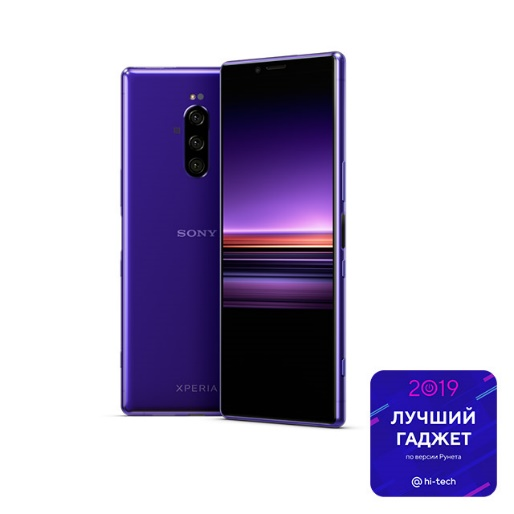 SONY
XPERIA
2019
ЛУЧШИЙ
ГАДЖЕТ
по версии Рунета
@hi-tech